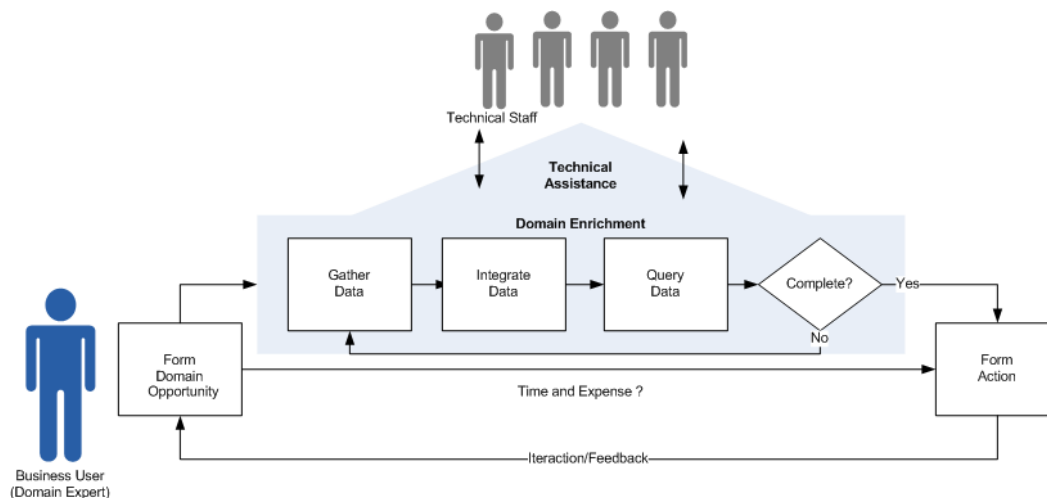 Technical Staff
Technical
Assistance
Domain Enrichment
Gather
Data
Integrate
Data
Query
Data
Complete?
Yes
No
Form
Domain
Opportunity
Form
Action
Time and Expense ?
Iteraction/Feedback
Business User
(Domain Expert)